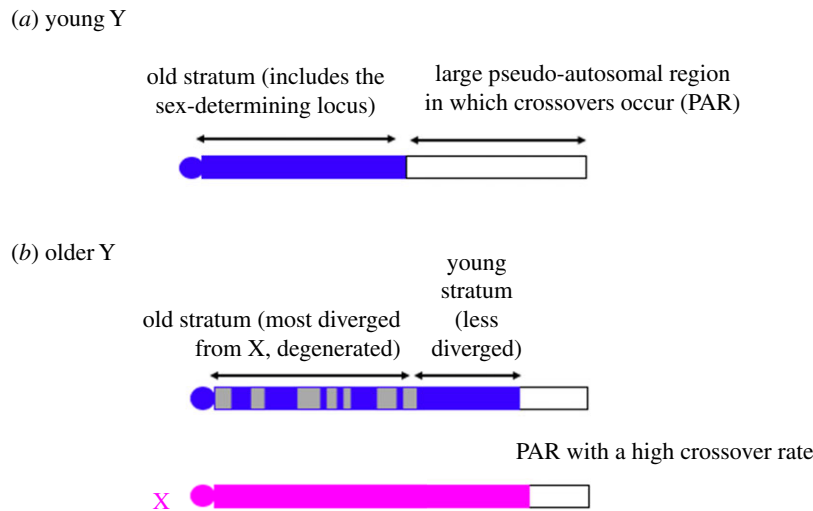 (a) young Y
old stratum (includes the
sex-determining locus)
large pseudo-autosomal region
in which crossovers occur (PAR)
(b) older Y
old stratum (most diverged
from X, degenerated)
young
stratum
(less
diverged)
PAR with a high crossover rate
X